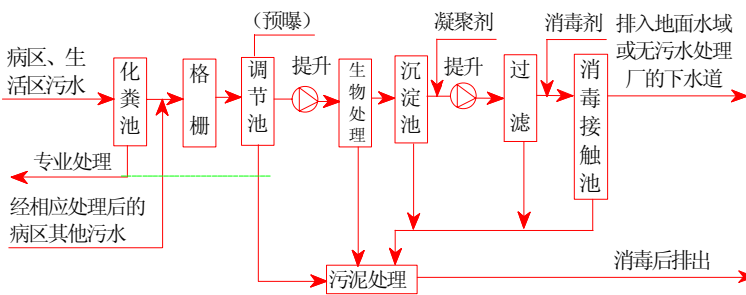 （预曝）
凝聚剂
消毒剂
排入地面水域
或无污水处理
厂的下水道
病区、生
活区污水
化粪池
格栅
调节池
提升
生物处理
沉淀池
提升
过滤
消毒接触池
专业处理
经相应处理后的
病区其他污水
污泥处理
消毒后排出